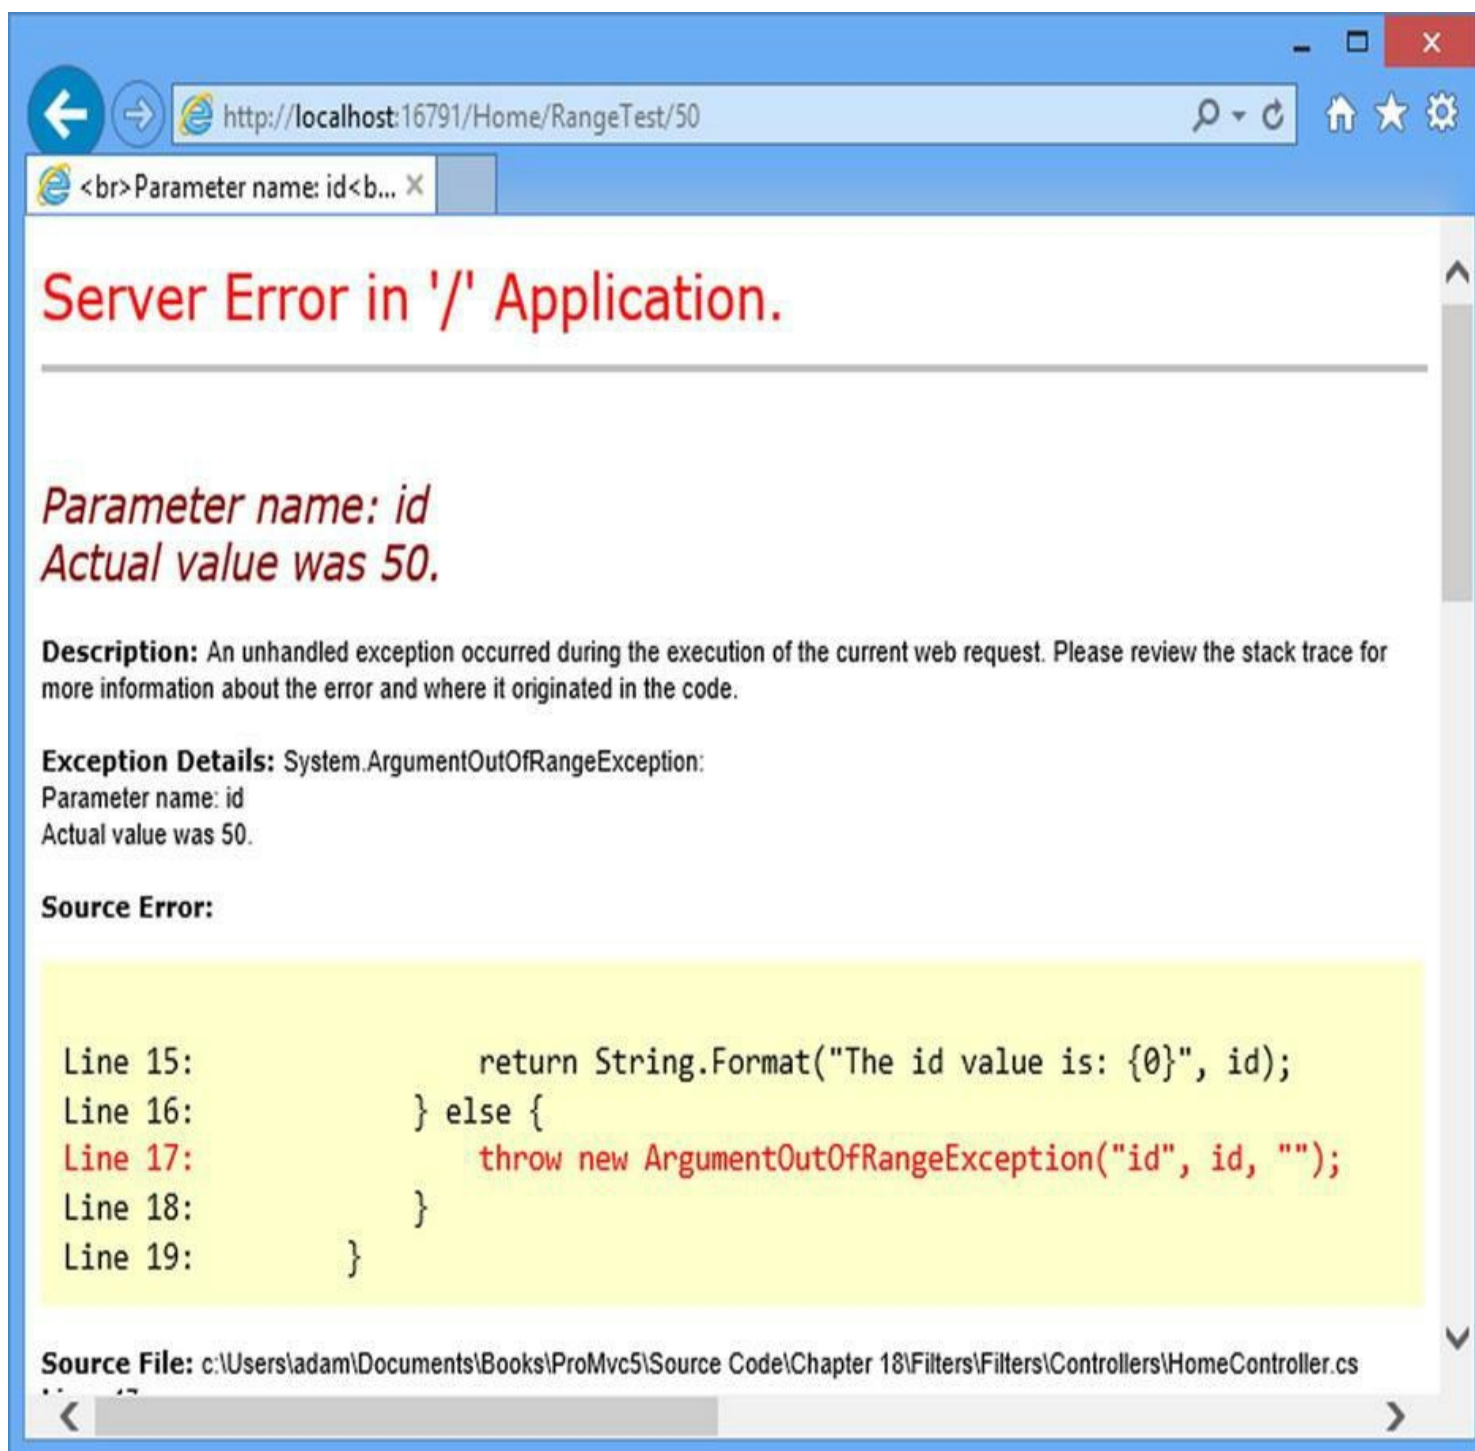 http://localhost:16791/Home/RangeTest/50
<br>Parameter name: id<b...
Server Error in '/' Application.
Parameter name: id
Actual value was 50.
Description: An unhandled exception occurred during the execution of the current web request. Please review the stack trace for
more information about the error and where it originated in the code.
Exception Details: System.ArgumentOutOfRangeException:
Parameter name: id
Actual value was 50.
Source Error:
Line 15: return String.Format("The id value is: {0}", id);
Line 16: } else {
Line 17: throw new ArgumentOutOfRangeException("id", id, "");
Line 18: }
Line 19: }
Source File: c:\Users\adam\Documents\Books\ProMvc5\Source Code\Chapter 18\Filters\Filters\Controllers\HomeController.cs